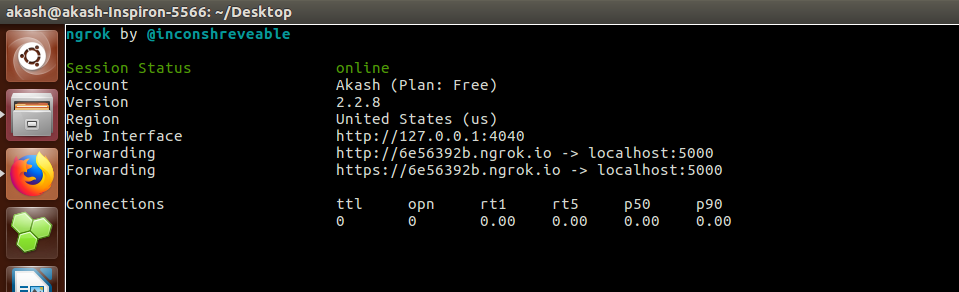 akash@akash-Inspiron-5566: ~/Desktop
ngrok by @inconshreveable
Session Status online
Account Akash (Plan: Free)
Version 2.2.8
Region United States (us)
Web Interface http://127.0.0.1:4040
Forwarding http://6e56392b.ngrok.io -> localhost:5000
Forwarding https://6e56392b.ngrok.io -> localhost:5000
Connections ttl opn rt1 rt5 p50 p90
0 0 0.00 0.00 0.00 0.00